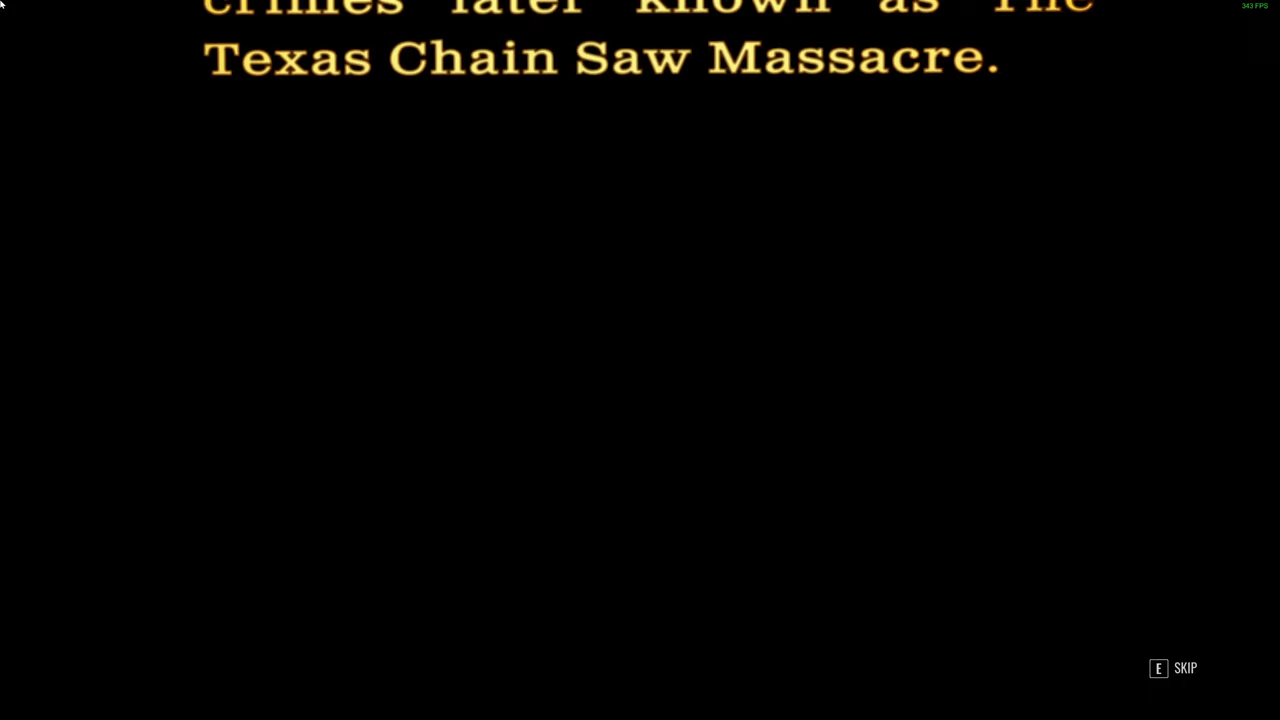 343 FPS
crimes later known as The
Texas Chain Saw Massacre.
E SKIP